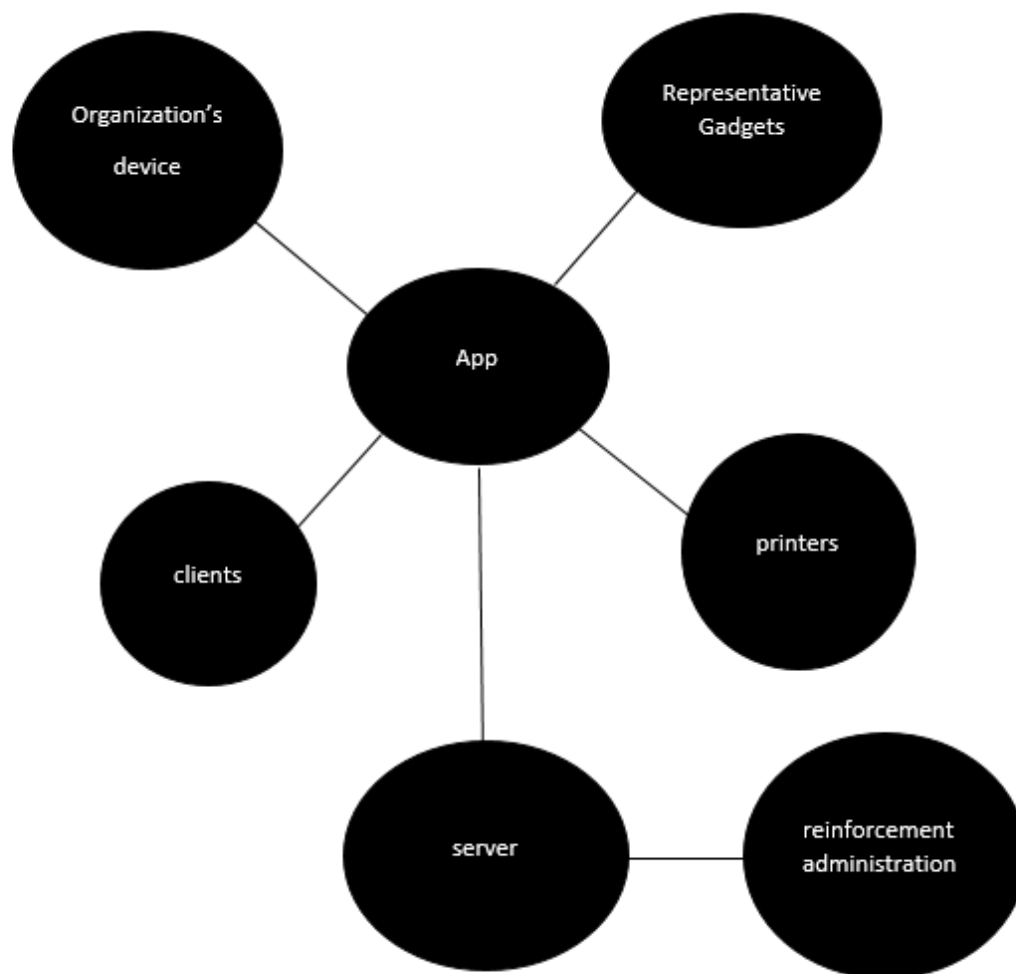 Organization’s
device
Representative
Gadgets
App
clients
printers
server
reinforcement
administration